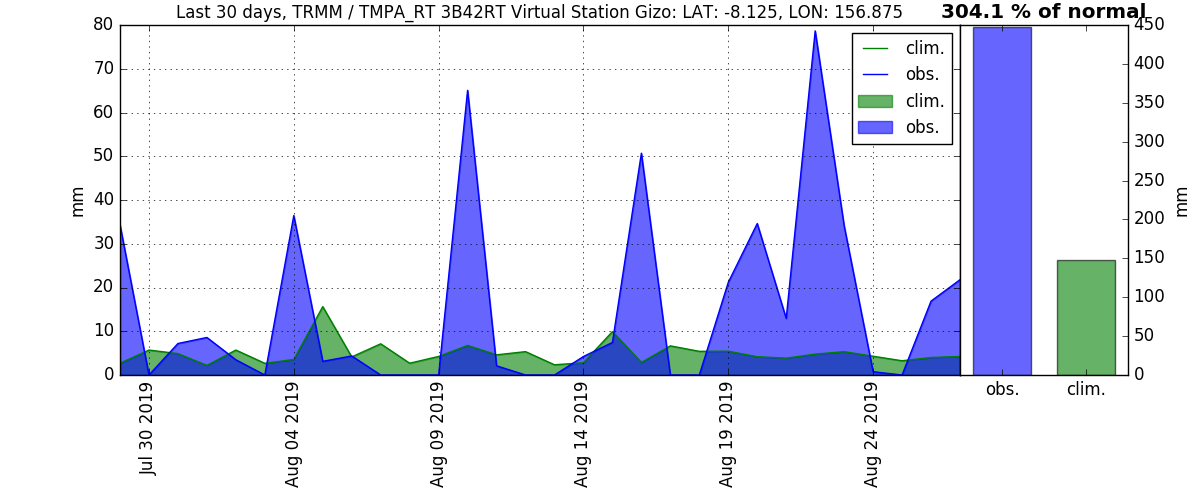 Last 30 days, TRMM / TMPA_RT 3B42RT Virtual Station Gizo: LAT: -8.125, LON: 156.875
304.1 % of normal
80
70
60
50
40
30
20
10
0
mm
clim.
obs.
clim.
obs.
Jul 30 2019
Aug 04 2019
Aug 09 2019
Aug 14 2019
Aug 19 2019
Aug 24 2019
450
400
350
300
250
200
150
100
50
0
mm
obs.
clim.